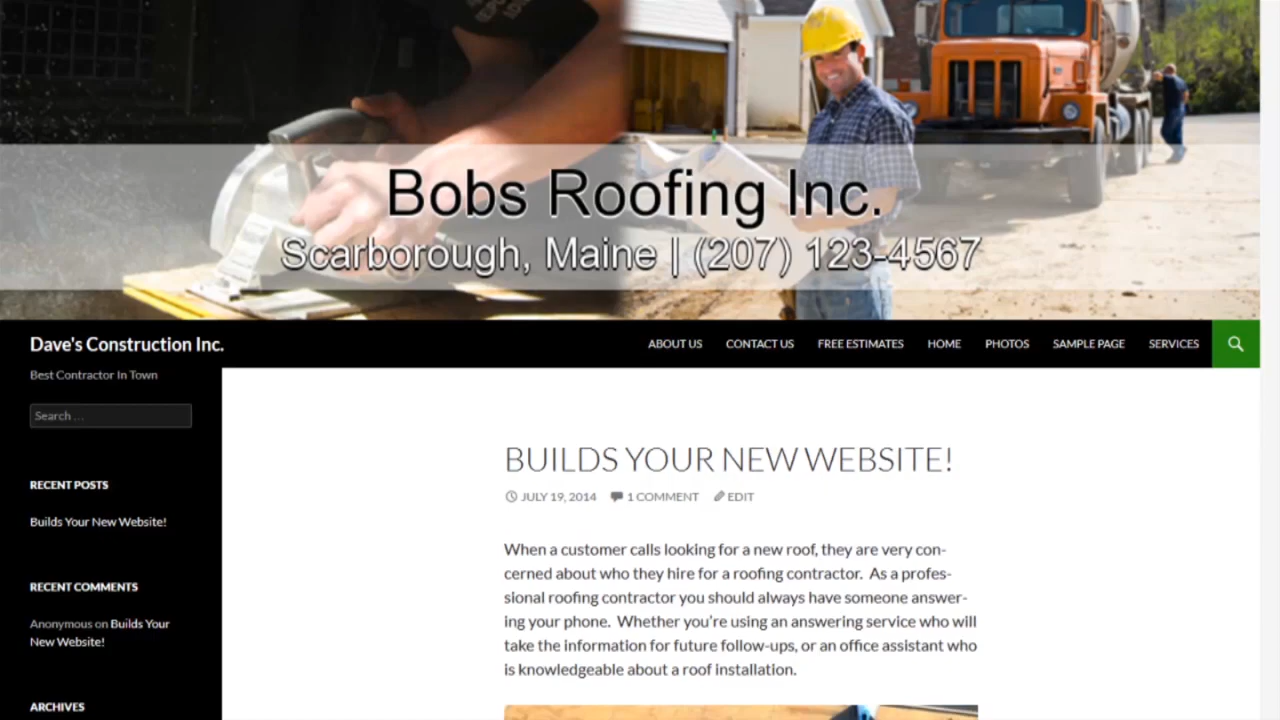 Bobs Roofing Inc.
Scarborough, Maine | (207) 123-4567
Dave's Construction Inc.
ABOUT US CONTACT US FREE ESTIMATES HOME PHOTOS SAMPLE PAGE SERVICES
Best Contractor In Town
Search ...
RECENT POSTS
Builds Your New Website!
RECENT COMMENTS
Anonymous on Builds Your
New Website!
ARCHIVES
BUILDS YOUR NEW WEBSITE!
JULY 19, 2014 1 COMMENT EDIT
When a customer calls looking for a new roof, they are very con-
cerned about who they hire for a roofing contractor. As a profes-
sional roofing contractor you should always have someone answer-
ing your phone. Whether you're using an answering service who will
take the information for future follow-ups, or an office assistant who
is knowledgeable about a roof installation.